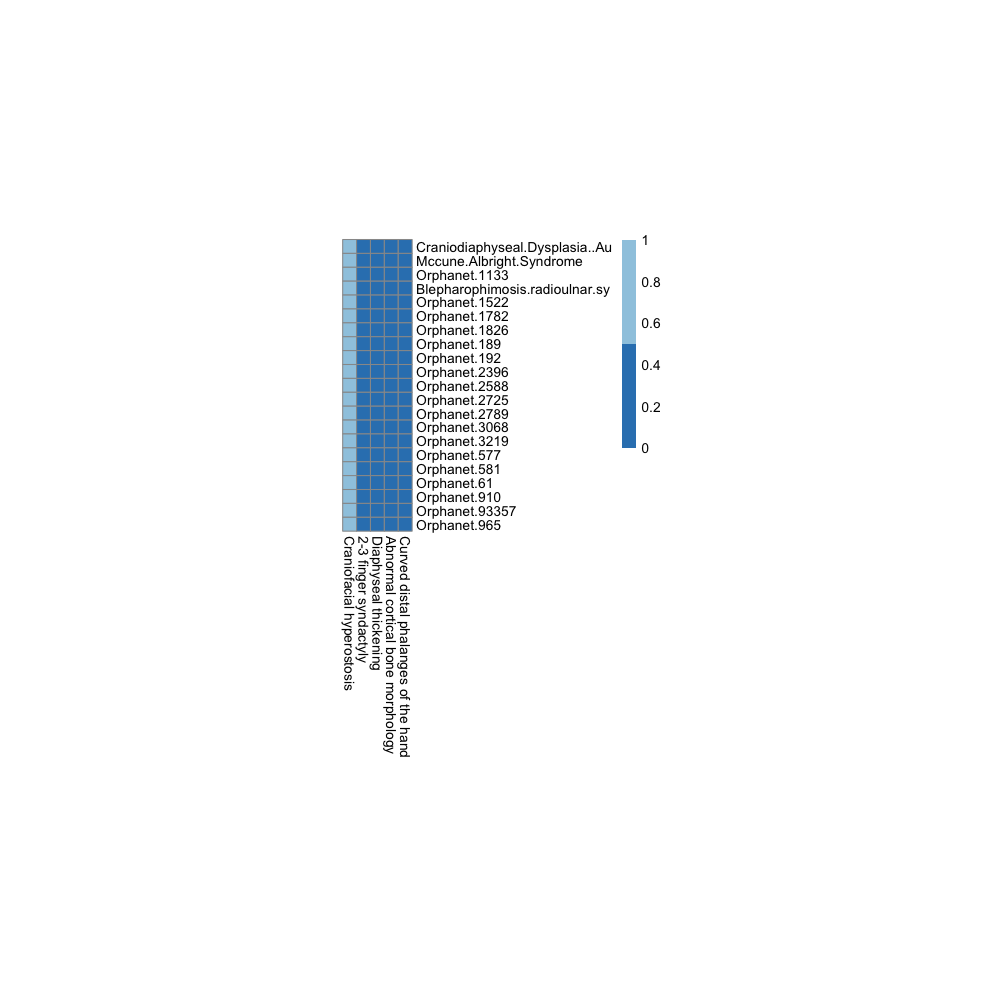 Craniodiaphyseal.Dysplasia..Au
Mccune.Albright.Syndrome
Orphanet.1133
Blepharophimosis.radioulnar.sy
Orphanet.1522
Orphanet.1782
Orphanet.1826
Orphanet.189
Orphanet.192
Orphanet.2396
Orphanet.2588
Orphanet.2725
Orphanet.2789
Orphanet.3068
Orphanet.3219
Orphanet.577
Orphanet.581
Orphanet.61
Orphanet.910
Orphanet.93357
Orphanet.965
1
0.8
0.6
0.4
0.2
0
Craniofacial hyperostosis
2-3 finger syndactyly
Diaphyseal thickening
Abnormal cortical bone morphology
Curved distal phalanges of the hand